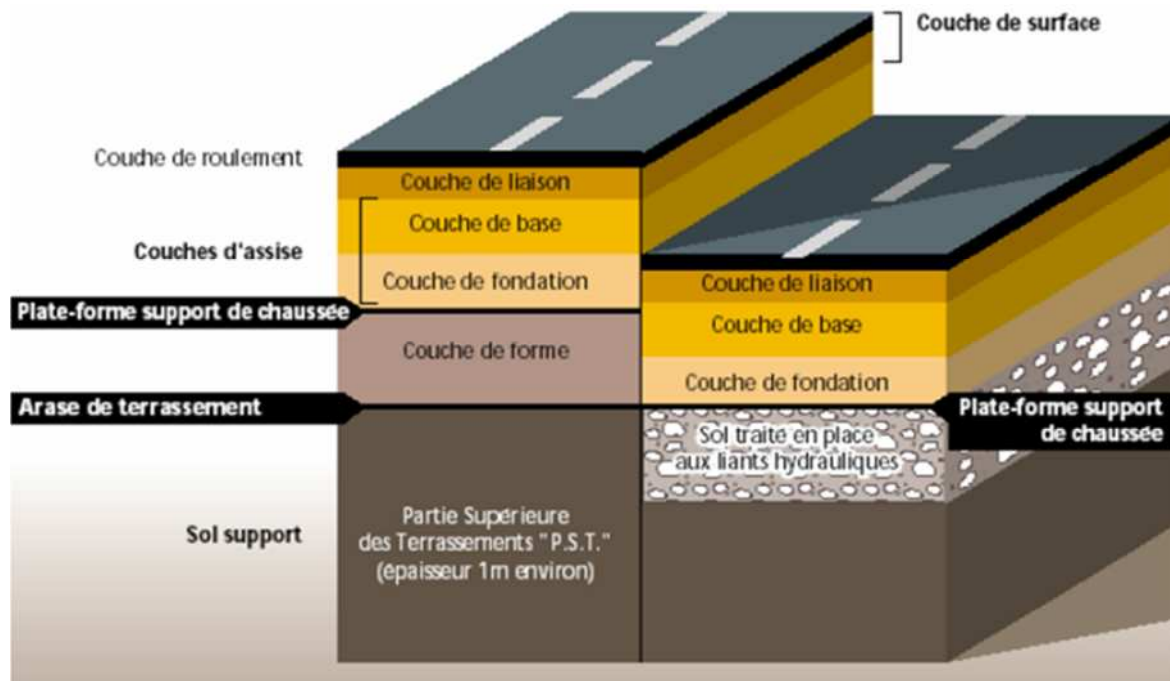 Couche de surface
Couche de roulement
Couche de liaison
Couche de base
Couches d'assise
Couche de fondation
Plate-forme support de chaussée
Couche de forme
Arase de terrassement
Sol support
Partie Supérieure
des Terrassements "P.S.T."
(épaisseur 1m environ)
Couche de liaison
Couche de base
Couche de fondation
Plate-forme support
de chaussée
Sol traité en place
aux liants hydrauliques